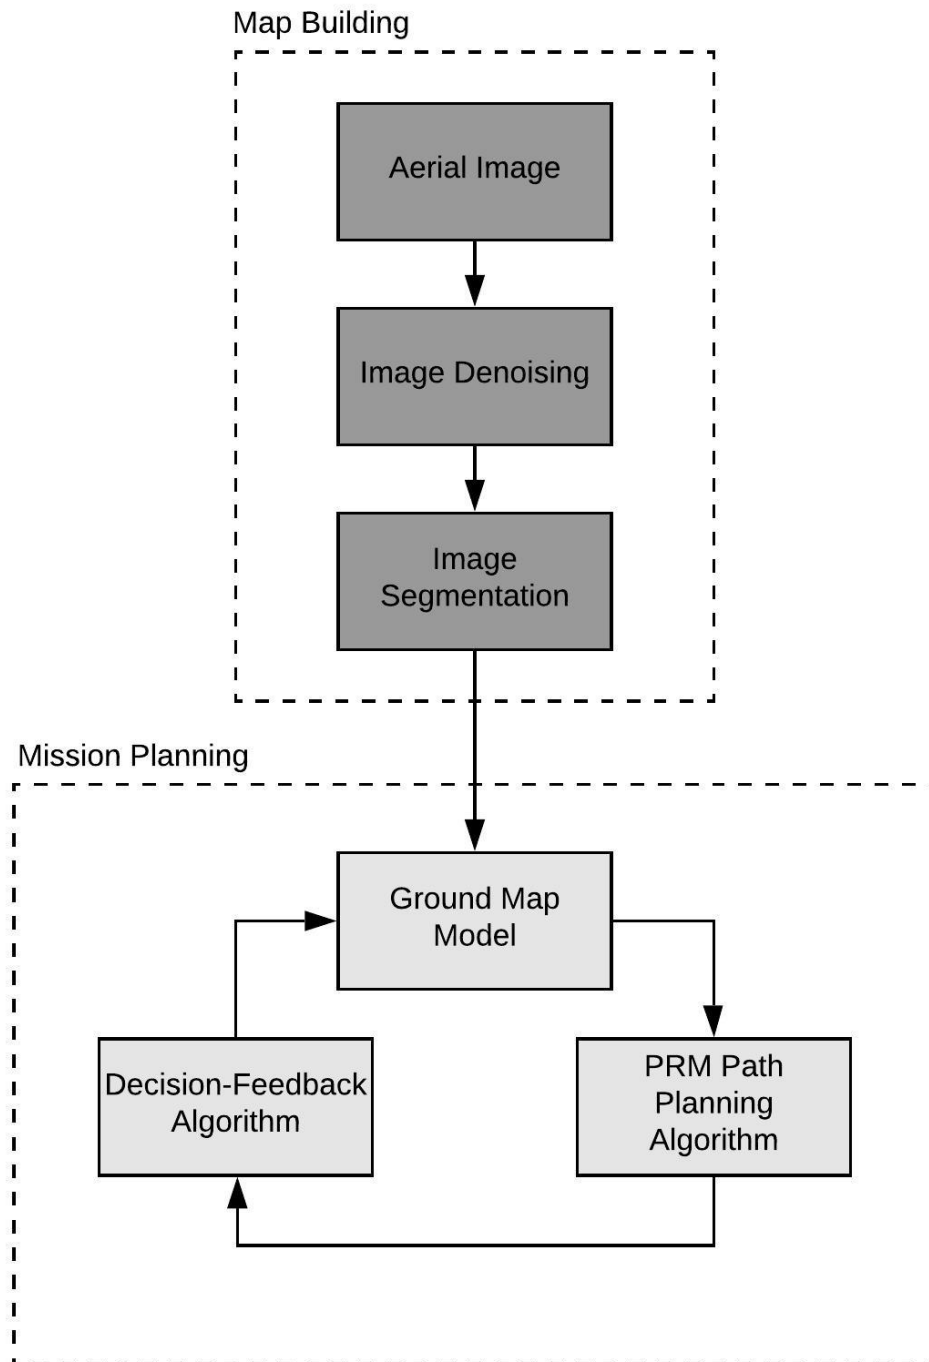 Map Building
Aerial Image
Image Denoising
Image
Segmentation
Mission Planning
Ground Map
Model
Decision-Feedback
Algorithm
PRM Path
Planning
Algorithm